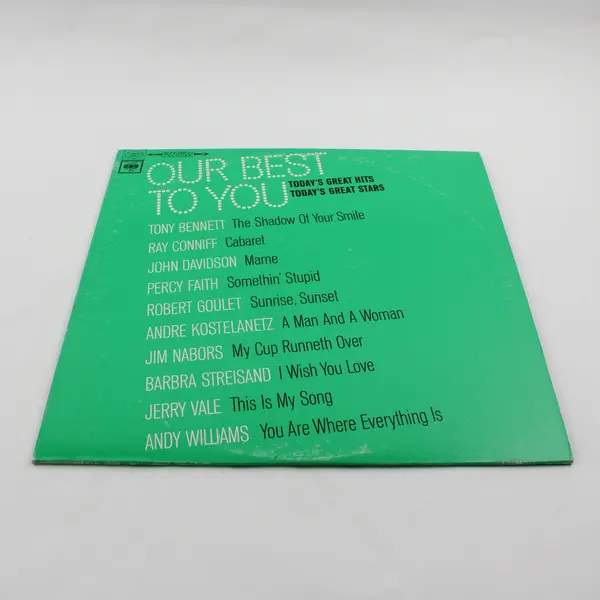 OUR BEST
TO YOU
TODAY'S GREAT HITS
TODAY'S GREAT STARS
TONY BENNETT The Shadow Of Your Smile
RAY CONNIFF Cabaret
JOHN DAVIDSON Mame
PERCY FAITH Somethin' Stupid
ROBERT GOULET Sunrise, Sunset
ANDRE KOSTELANETZ A Man And A Woman
JIM NABORS My Cup Runneth Over
BARBRA STREISAND I Wish You Love
JERRY VALE This Is My Song
ANDY WILLIAMS You Are Where Everything Is